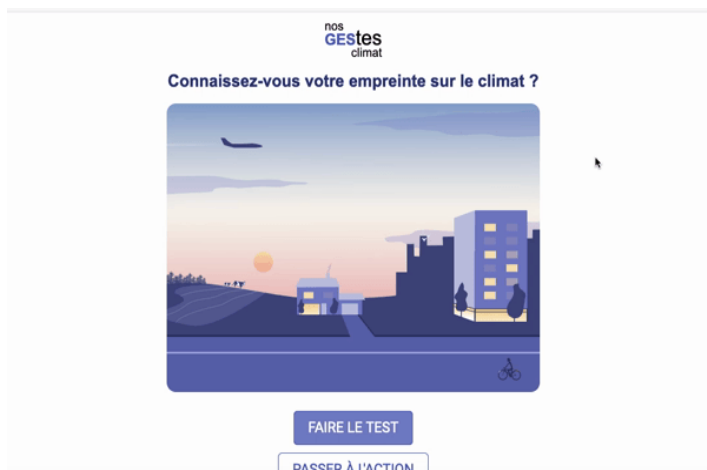 nos
GEStes
climat
Connaissez-vous votre empreinte sur le climat ?
FAIRE LE TEST
PASSER À L'ACTION